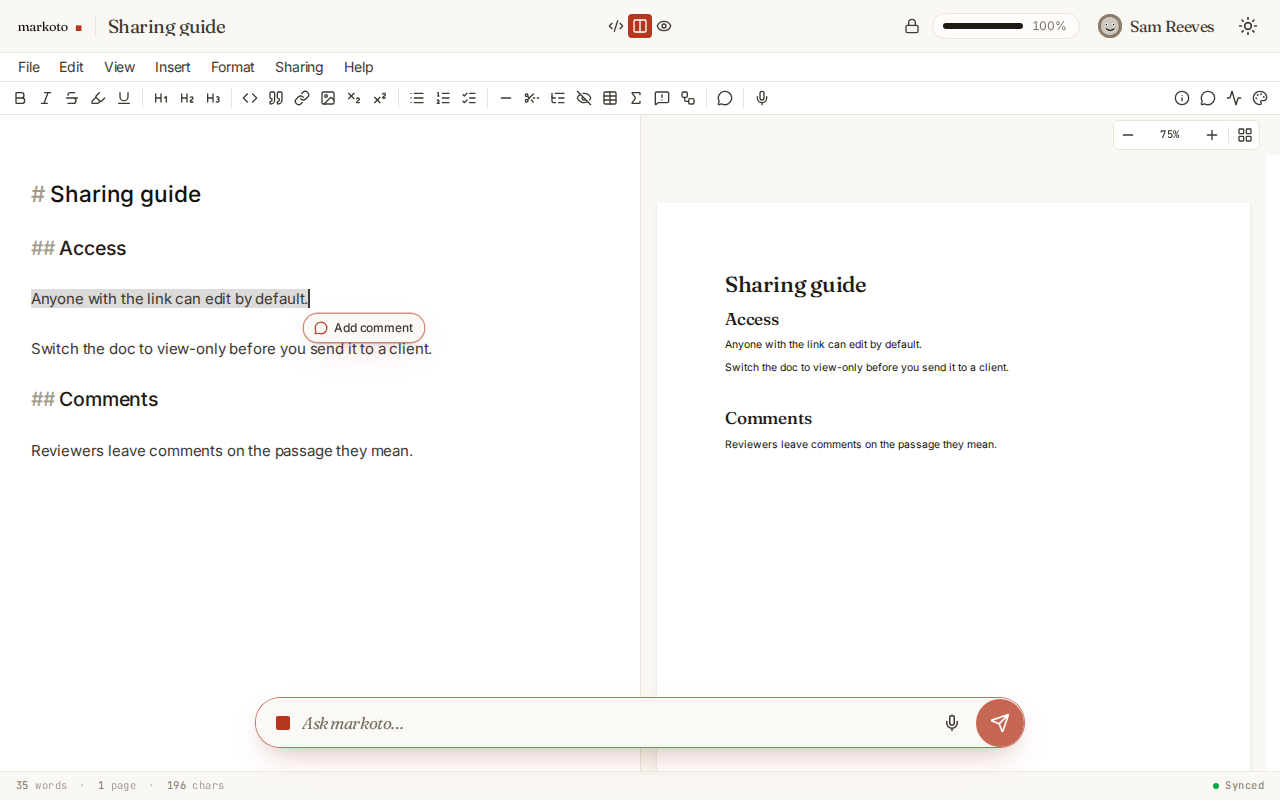 markoto
Sharing guide
100%
Sam Reeves
File Edit View Insert Format Sharing Help
H1 H2 H3
75%
# Sharing guide
## Access
Anyone with the link can edit by default.
Add comment
Switch the doc to view-only before you send it to a client.
## Comments
Reviewers leave comments on the passage they mean.
Sharing guide
Access
Anyone with the link can edit by default.
Switch the doc to view-only before you send it to a client.
Comments
Reviewers leave comments on the passage they mean.
Ask markoto...
35 words · 1 page · 196 chars
Synced